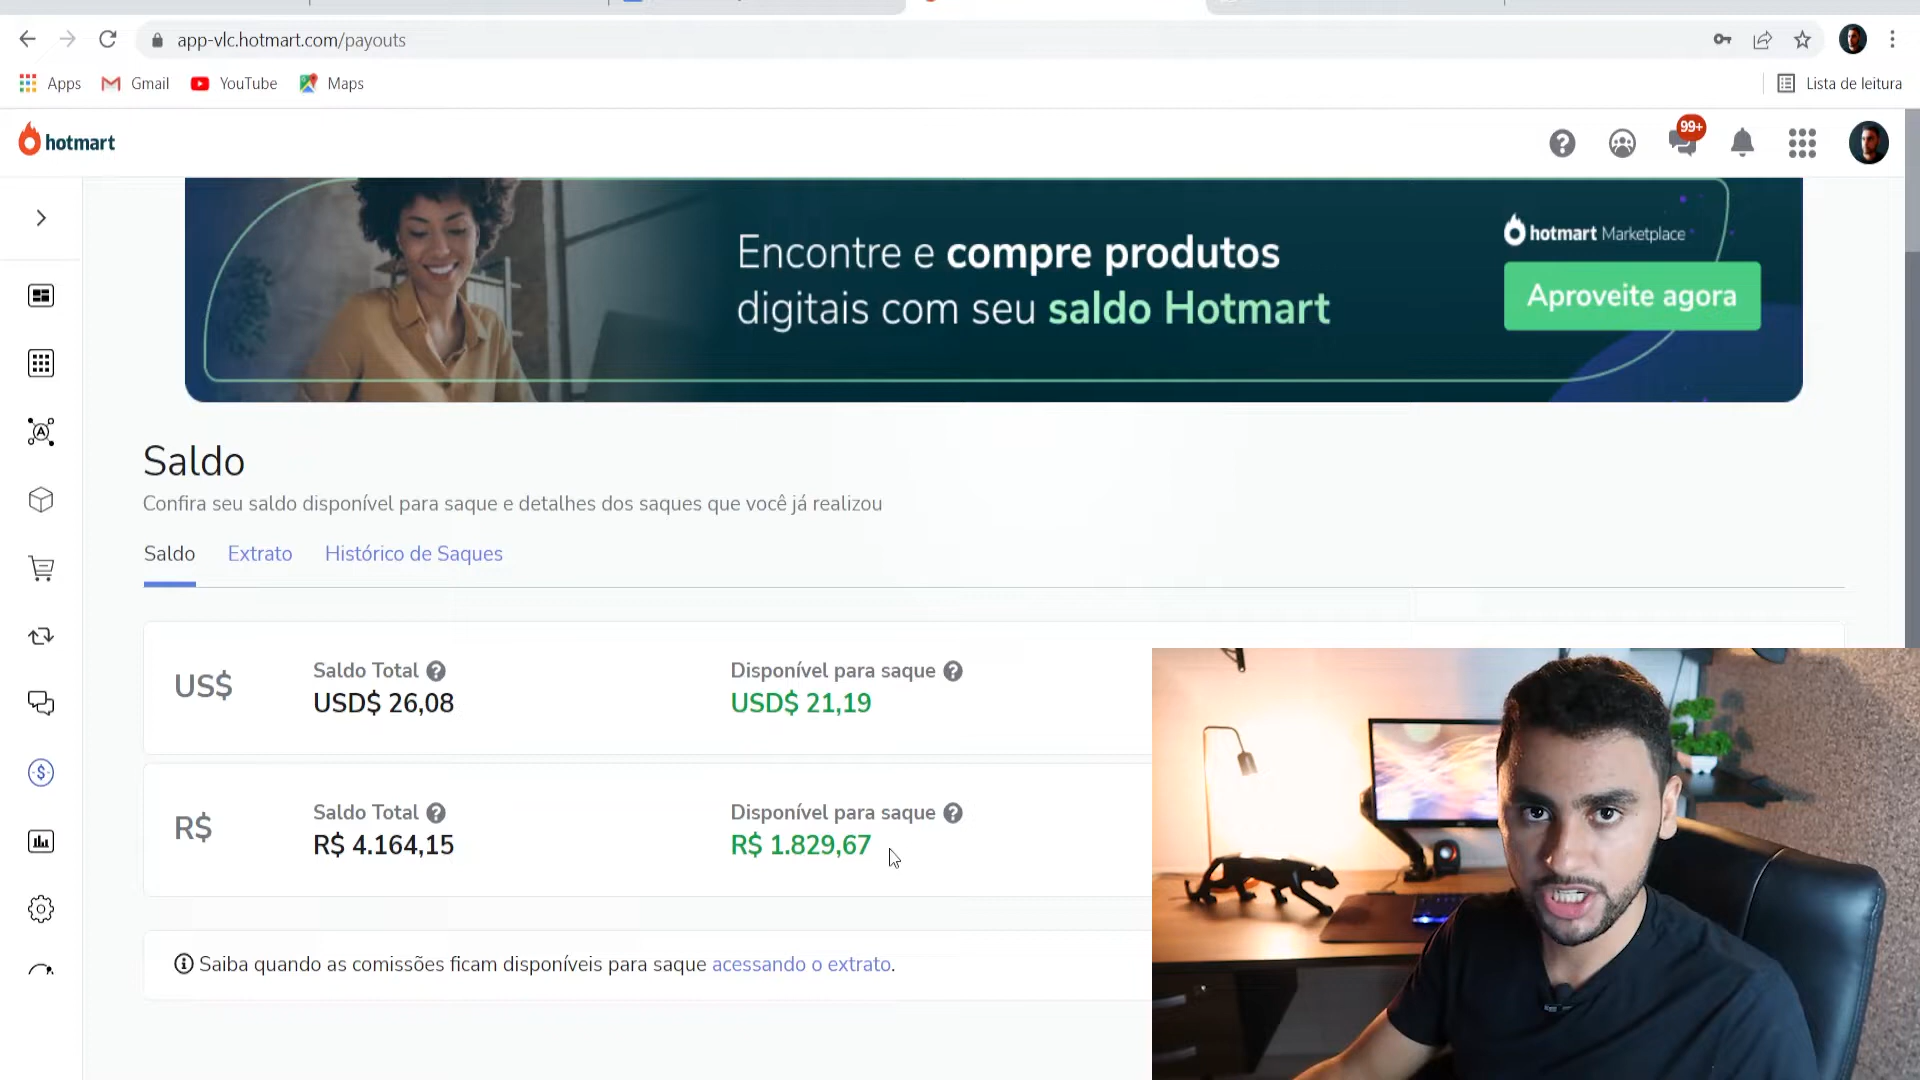 app-vlc.hotmart.com/payouts
Apps Gmail YouTube Maps Lista de leitura
hotmart 99+
Encontre e compre produtos
digitais com seu saldo Hotmart
hotmart Marketplace
Aproveite agora
Saldo
Confira seu saldo disponível para saque e detalhes dos saques que você já realizou
Saldo Extrato Histórico de Saques
US$
Saldo Total
USD$ 26,08
Disponível para saque
USD$ 21,19
R$
Saldo Total
R$ 4.164,15
Disponível para saque
R$ 1.829,67
Saiba quando as comissões ficam disponíveis para saque acessando o extrato.